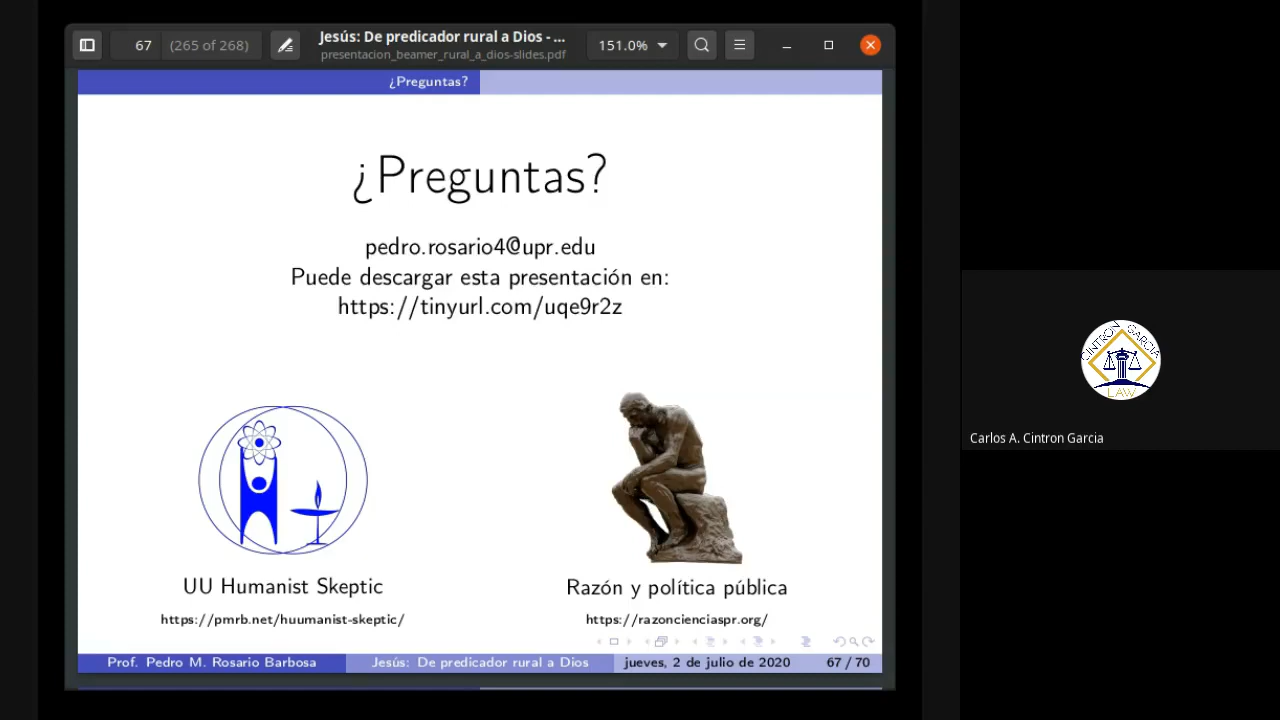 67 (265 of 268)
Jesús: De predicador rural a Dios - ...
presentacion_beamer_rural_a_dios-slides.pdf
151.0%
¿Preguntas?
¿Preguntas?
pedro.rosario4@upr.edu
Puede descargar esta presentación en:
https://tinyurl.com/uqe9r2z
CINTRON GARCIA
LAW
Carlos A. Cintron Garcia
UU Humanist Skeptic
Razón y política pública
https://pmrb.net/huumanist-skeptic/
https://razoncienciaspr.org/
Prof. Pedro M. Rosario Barbosa Jesús: De predicador rural a Dios jueves, 2 de julio de 2020 67 / 70